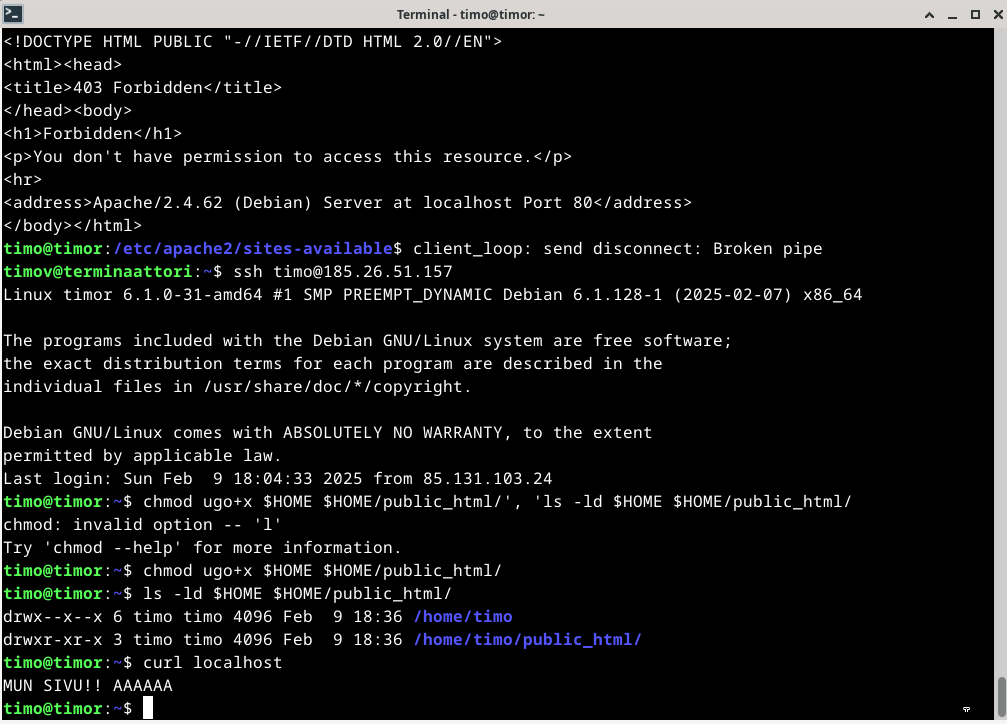 Terminal - timo@timor: ~
<!DOCTYPE HTML PUBLIC "-//IETF//DTD HTML 2.0//EN">
<html><head>
<title>403 Forbidden</title>
</head><body>
<h1>Forbidden</h1>
<p>You don't have permission to access this resource.</p>
<hr>
<address>Apache/2.4.62 (Debian) Server at localhost Port 80</address>
</body></html>
timo@timor:/etc/apache2/sites-available$ client_loop: send disconnect: Broken pipe
timov@terminaattori:~$ ssh timo@185.26.51.157
Linux timor 6.1.0-31-amd64 #1 SMP PREEMPT_DYNAMIC Debian 6.1.128-1 (2025-02-07) x86_64

The programs included with the Debian GNU/Linux system are free software;
the exact distribution terms for each program are described in the
individual files in /usr/share/doc/*/copyright.

Debian GNU/Linux comes with ABSOLUTELY NO WARRANTY, to the extent
permitted by applicable law.
Last login: Sun Feb  9 18:04:33 2025 from 85.131.103.24
timo@timor:~$ chmod ugo+x $HOME $HOME/public_html/', 'ls -ld $HOME $HOME/public_html/
chmod: invalid option -- 'l'
Try 'chmod --help' for more information.
timo@timor:~$ chmod ugo+x $HOME $HOME/public_html/
timo@timor:~$ ls -ld $HOME $HOME/public_html/
drwx--x--x 6 timo timo 4096 Feb  9 18:36 /home/timo
drwxr-xr-x 3 timo timo 4096 Feb  9 18:36 /home/timo/public_html/
timo@timor:~$ curl localhost
MUN SIVU!! AAAAAA
timo@timor:~$